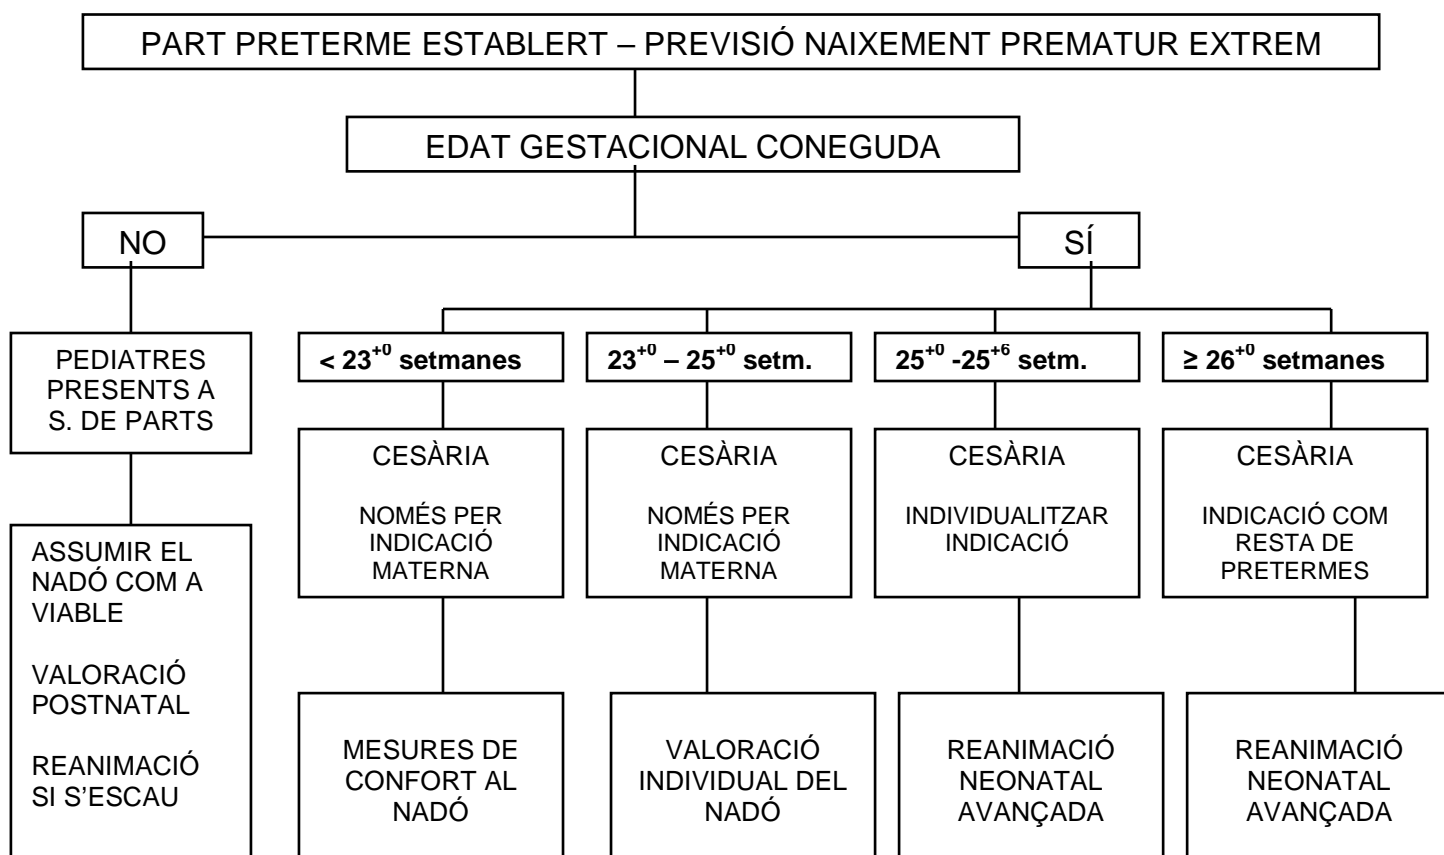 PART PRETERME ESTABLERT – PREVISIÓ NAIXEMENT PREMATUR EXTREM
EDAT GESTACIONAL CONEGUDA
NO
SÍ
PEDIATRES
PRESENTS A
S. DE PARTS
ASSUMIR EL
NADÓ COM A
VIABLE
VALORACIÓ
POSTNATAL
REANIMACIÓ
SI S’ESCAU
< 23⁺⁰ setmanes
CESÀRIA
NOMÉS PER
INDICACIÓ
MATERNA
MESURES DE
CONFORT AL
NADÓ
23⁺⁰ – 25⁺⁰ setm.
CESÀRIA
NOMÉS PER
INDICACIÓ
MATERNA
VALORACIÓ
INDIVIDUAL DEL
NADÓ
25⁺⁰ -25⁺⁶ setm.
CESÀRIA
INDIVIDUALITZAR
INDICACIÓ
REANIMACIÓ
NEONATAL
AVANÇADA
≥ 26⁺⁰ setmanes
CESÀRIA
INDICACIÓ COM
RESTA DE
PRETERMES
REANIMACIÓ
NEONATAL
AVANÇADA